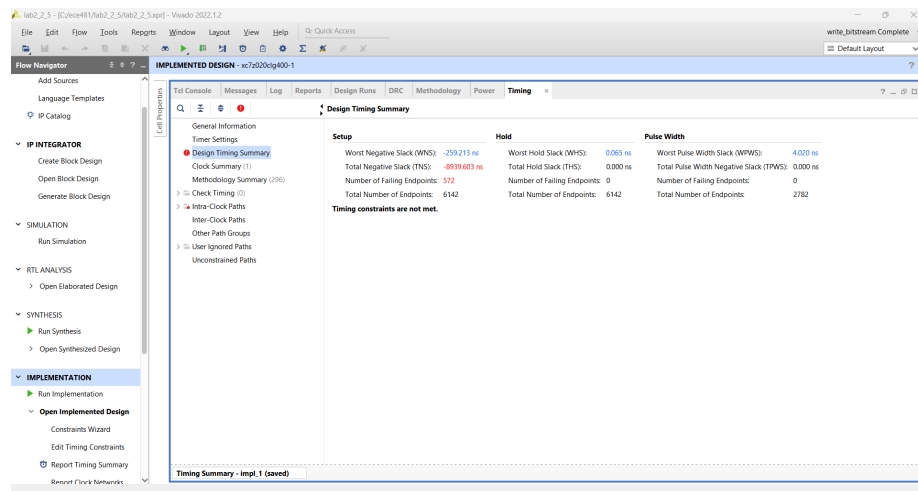 lab2_2_5 - [C:/ece481/lab2_2_5/lab2_2_5.xpr] - Vivado 2022.1.2
File Edit Flow Tools Reports Window Layout View Help Quick Access write_bitstream Complete
Default Layout
Flow Navigator
IMPLEMENTED DESIGN - xc7z020clg400-1
Add Sources
Language Templates
IP Catalog
IP INTEGRATOR
Create Block Design
Open Block Design
Generate Block Design
SIMULATION
Run Simulation
RTL ANALYSIS
Open Elaborated Design
SYNTHESIS
Run Synthesis
Open Synthesized Design
IMPLEMENTATION
Run Implementation
Open Implemented Design
Constraints Wizard
Edit Timing Constraints
Report Timing Summary
Report Clock Networks
Cell Properties
Tcl Console Messages Log Reports Design Runs DRC Methodology Power Timing
Design Timing Summary
General Information
Timer Settings
Design Timing Summary
Clock Summary (1)
Methodology Summary (296)
Check Timing (0)
Intra-Clock Paths
Inter-Clock Paths
Other Path Groups
User Ignored Paths
Unconstrained Paths
Setup Hold Pulse Width
Worst Negative Slack (WNS): -259.213 ns Worst Hold Slack (WHS): 0.065 ns Worst Pulse Width Slack (WPWS): 4.020 ns
Total Negative Slack (TNS): -8939.603 ns Total Hold Slack (THS): 0.000 ns Total Pulse Width Negative Slack (TPWS): 0.000 ns
Number of Failing Endpoints: 572 Number of Failing Endpoints: 0 Number of Failing Endpoints: 0
Total Number of Endpoints: 6142 Total Number of Endpoints: 6142 Total Number of Endpoints: 2782
Timing constraints are not met.
Timing Summary - impl_1 (saved)